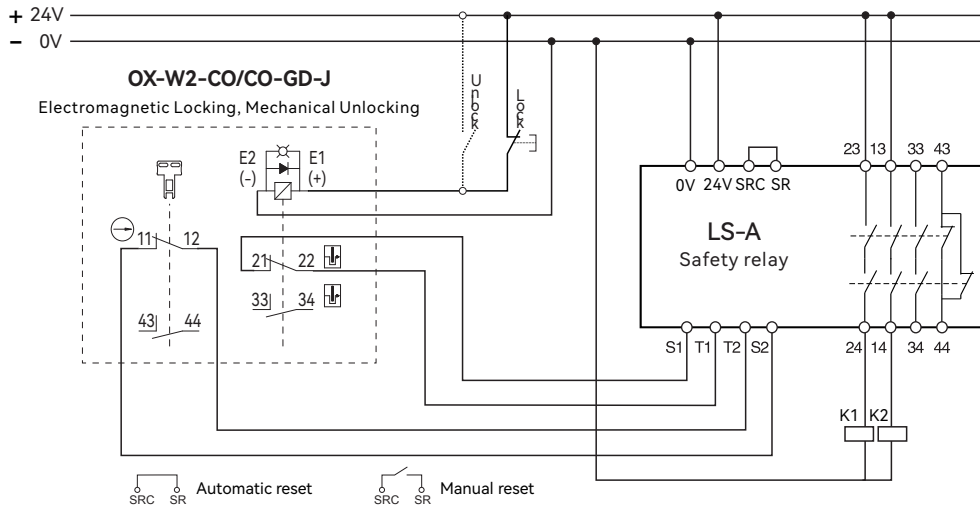 + 24V
− 0V
OX-W2-CO/CO-GD-J
Electromagnetic Locking, Mechanical Unlocking
Unlock
Lock
E2 E1
(-) (+)
11 12
21 22
33 34
43 44
23 13 33 43
0V 24V SRC SR
LS-A
Safety relay
S1 T1 T2 S2
24 14 34 44
K1 K2
SRC SR Automatic reset
SRC SR Manual reset